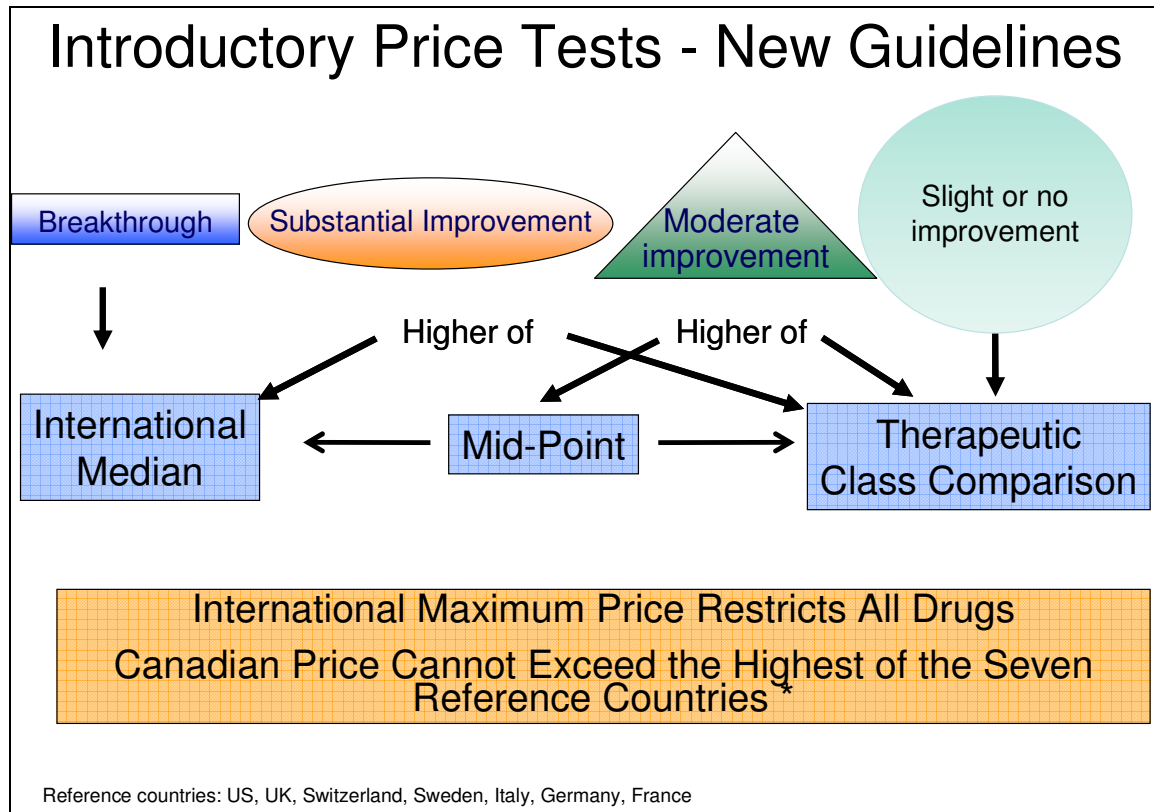 Introductory Price Tests - New Guidelines
Breakthrough
Substantial Improvement
Moderate
improvement
Slight or no
improvement
Higher of
Higher of
International
Median
Mid-Point
Therapeutic
Class Comparison
International Maximum Price Restricts All Drugs
Canadian Price Cannot Exceed the Highest of the Seven
Reference Countries *
Reference countries: US, UK, Switzerland, Sweden, Italy, Germany, France